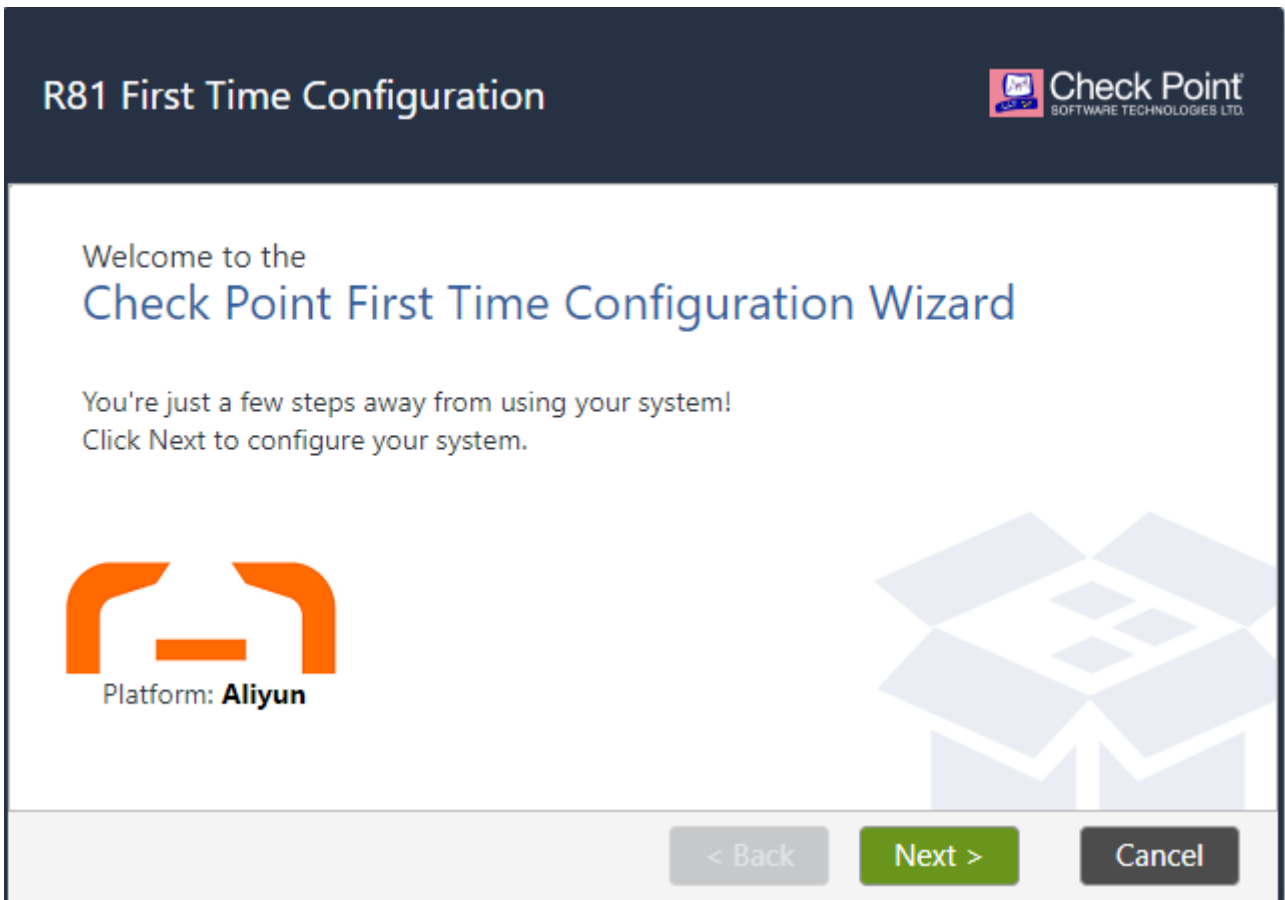 R81 First Time Configuration
Check Point
SOFTWARE TECHNOLOGIES LTD.
Welcome to the
Check Point First Time Configuration Wizard
You're just a few steps away from using your system!
Click Next to configure your system.
Platform: Aliyun
< Back
Next >
Cancel